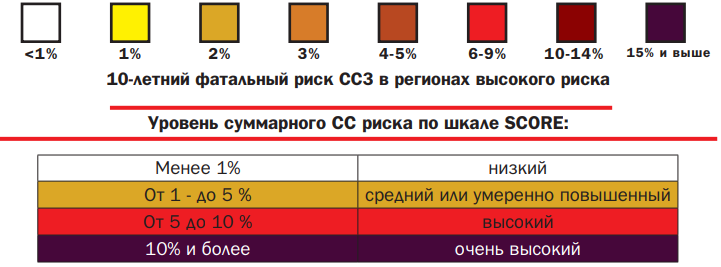 <1% 1% 2% 3% 4-5% 6-9% 10-14% 15% и выше
10-летний фатальный риск ССЗ в регионах высокого риска
Уровень суммарного СС риска по шкале SCORE:
Менее 1% низкий
От 1 - до 5 % средний или умеренно повышенный
От 5 до 10 % высокий
10% и более очень высокий